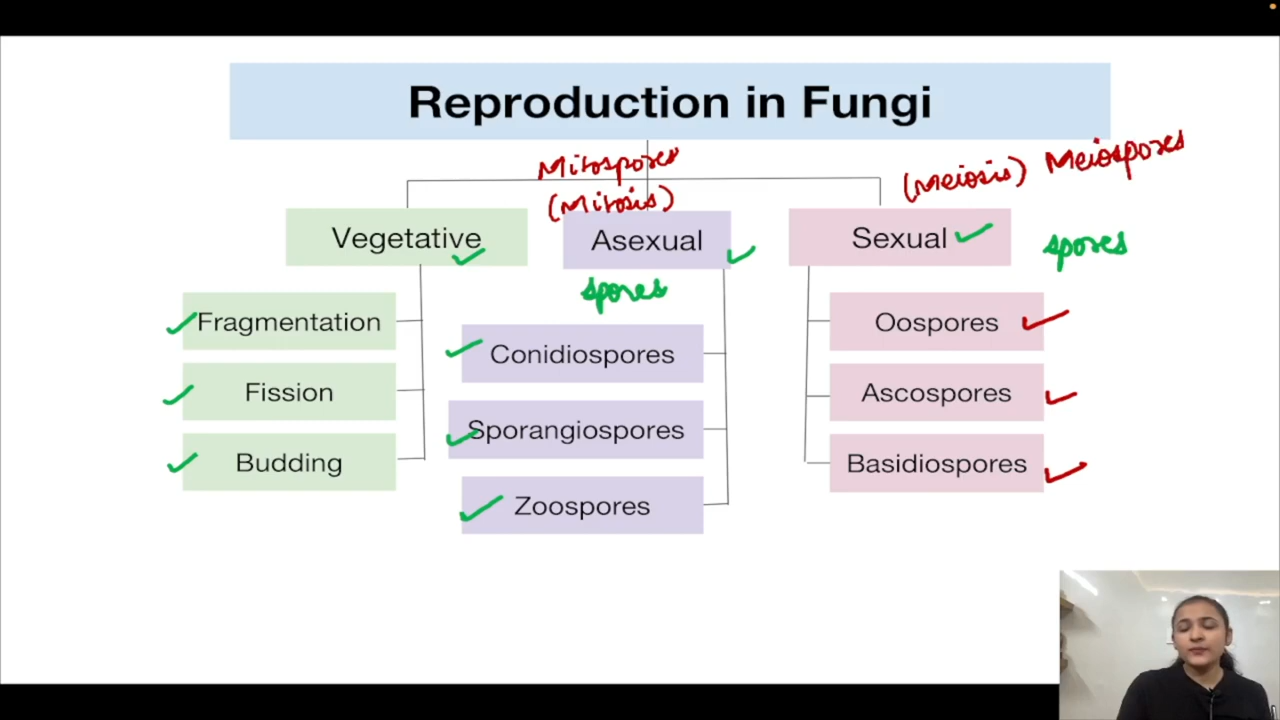 Reproduction in Fungi
Mitospores
(Mitosis)
(Meiosis) Meiospores
Vegetative
Asexual
Sexual
spores
spores
Fragmentation
Fission
Budding
Conidiospores
Sporangiospores
Zoospores
Oospores
Ascospores
Basidiospores